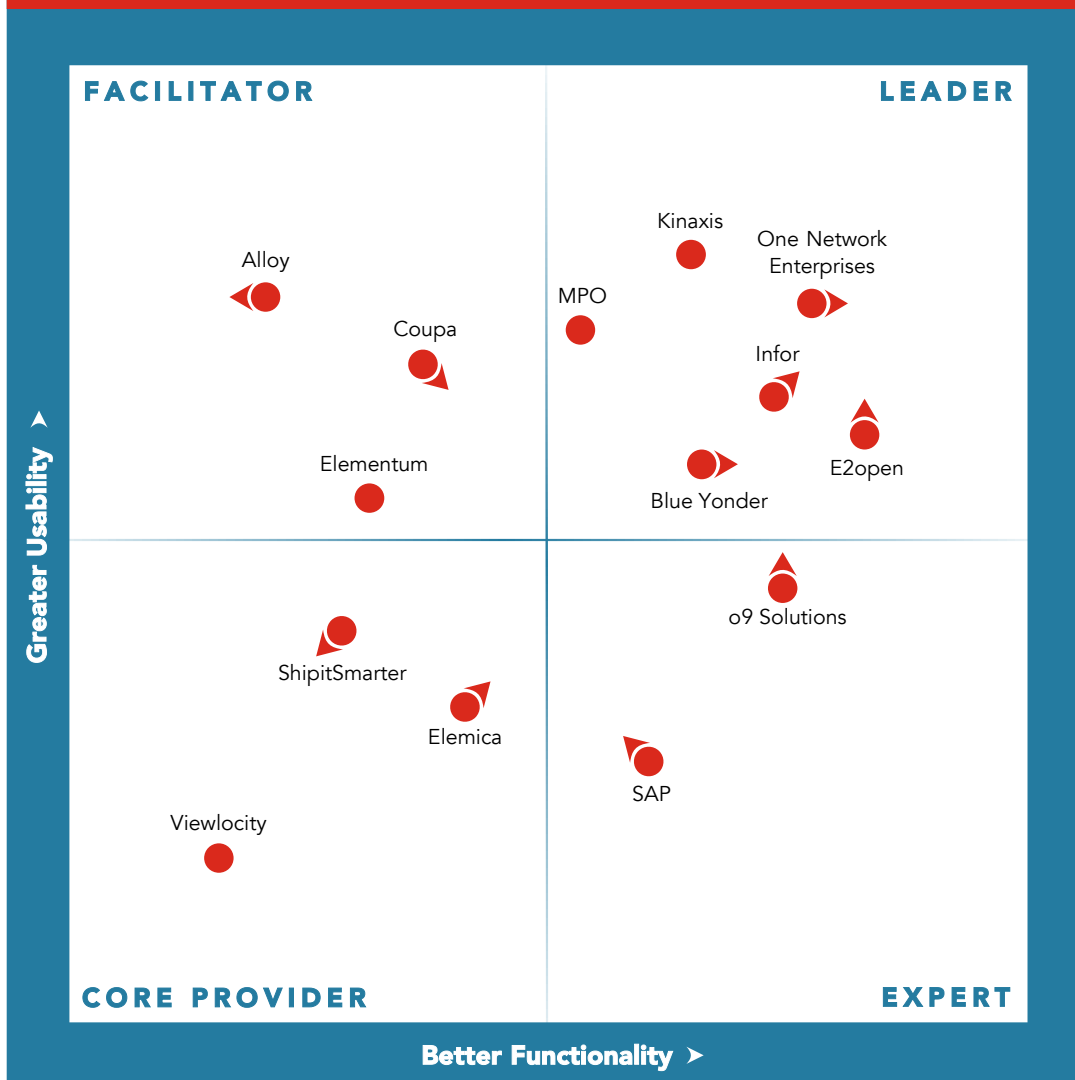 FACILITATOR
LEADER
Kinaxis
One Network
Enterprises
Alloy
MPO
Coupa
Infor
Elementum
E2open
Blue Yonder
Greater Usability
o9 Solutions
ShipitSmarter
Elemica
SAP
Viewlocity
CORE PROVIDER
EXPERT
Better Functionality